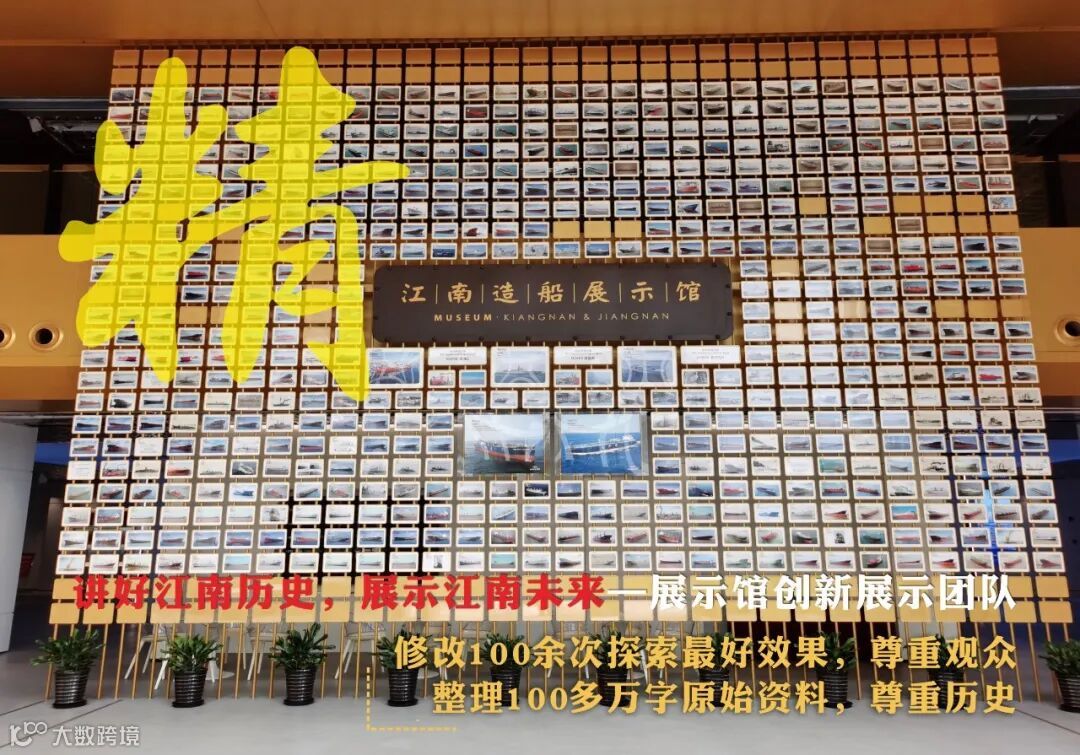 精
江南造船展示馆
MUSEUM · KIANGNAN & JIANGNAN
讲好江南历史，展示江南未来—展示馆创新展示团队
修改100余次探索最好效果，尊重观众
整理100多万字原始资料，尊重历史
大数跨境